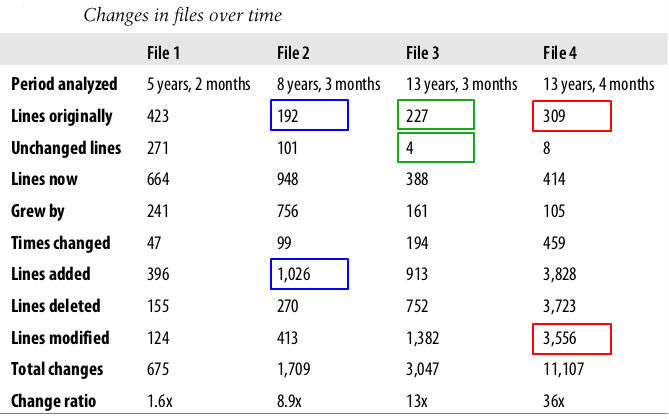 Changes in files over time
File 1 File 2 File 3 File 4
Period analyzed 5 years, 2 months 8 years, 3 months 13 years, 3 months 13 years, 4 months
Lines originally 423 192 227 309
Unchanged lines 271 101 4 8
Lines now 664 948 388 414
Grew by 241 756 161 105
Times changed 47 99 194 459
Lines added 396 1,026 913 3,828
Lines deleted 155 270 752 3,723
Lines modified 124 413 1,382 3,556
Total changes 675 1,709 3,047 11,107
Change ratio 1.6x 8.9x 13x 36x